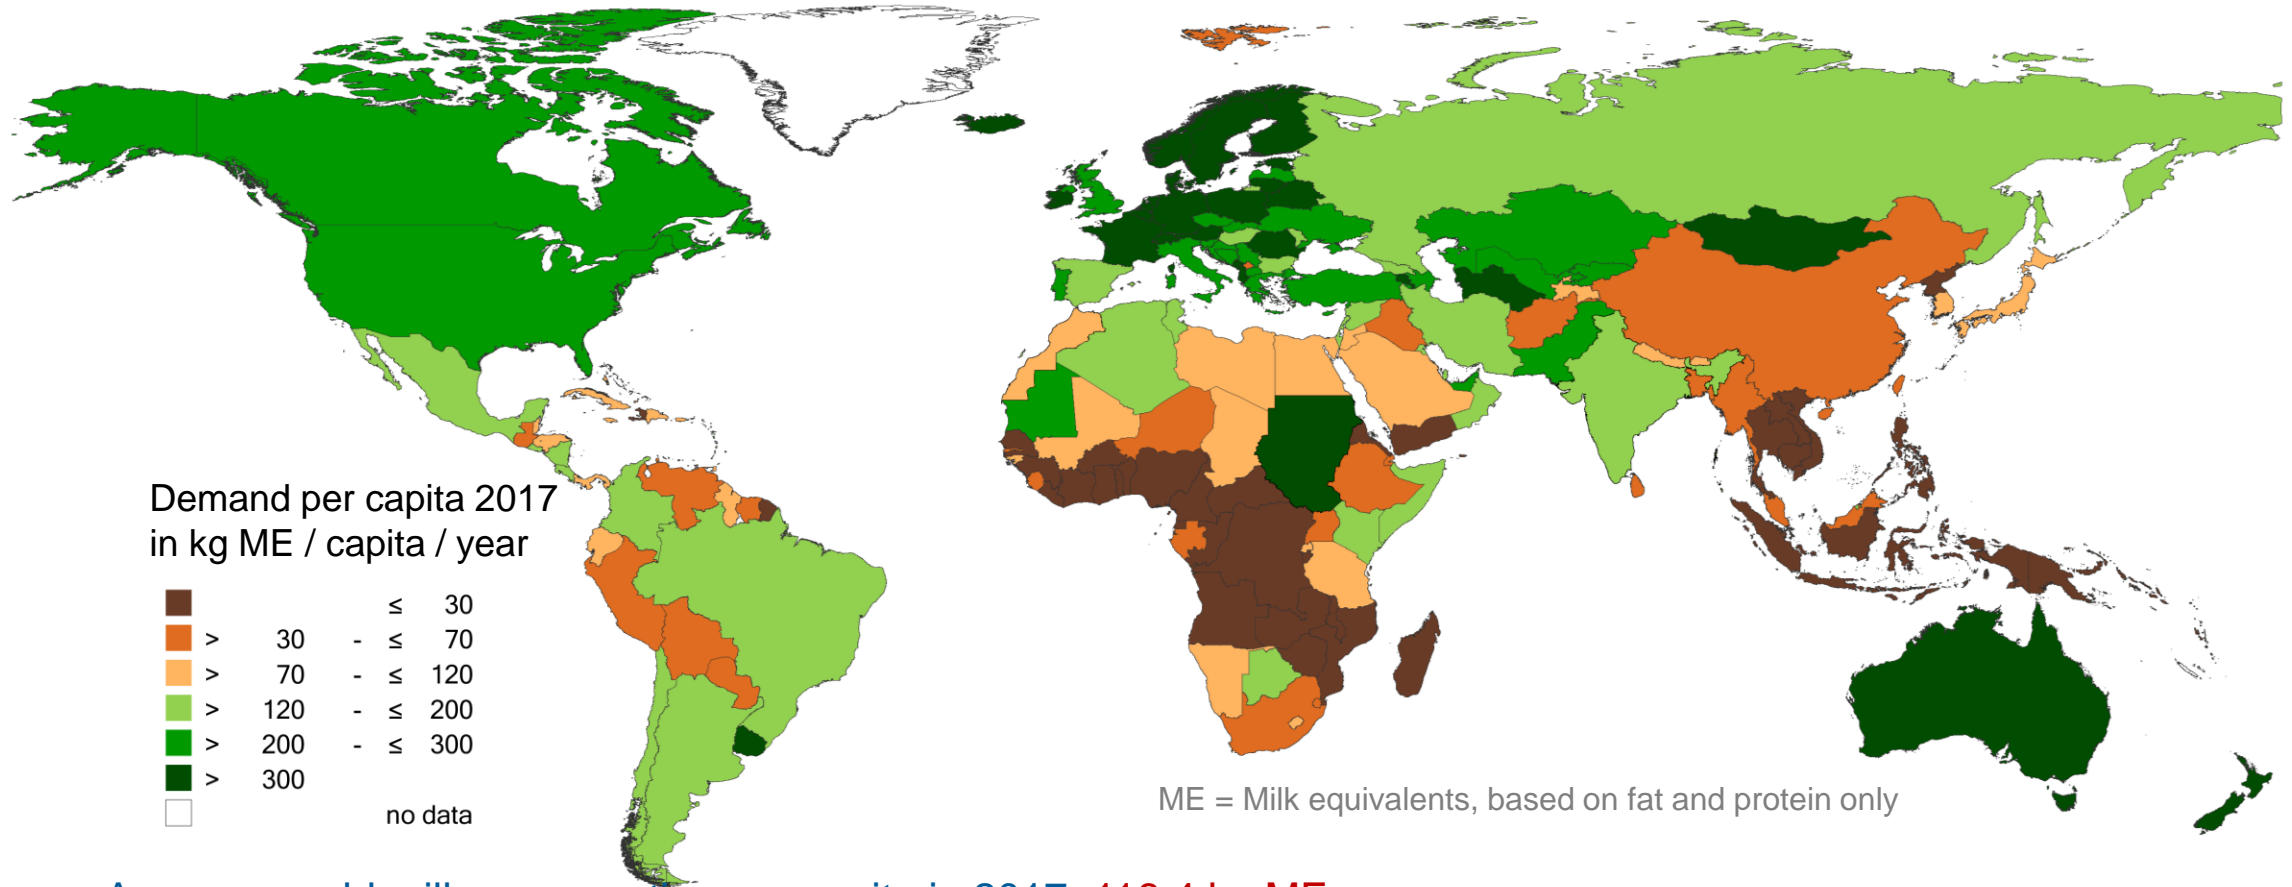 Demand per capita 2017
in kg ME / capita / year
≤ 30
> 30 - ≤ 70
> 70 - ≤ 120
> 120 - ≤ 200
> 200 - ≤ 300
> 300
no data
ME = Milk equivalents, based on fat and protein only